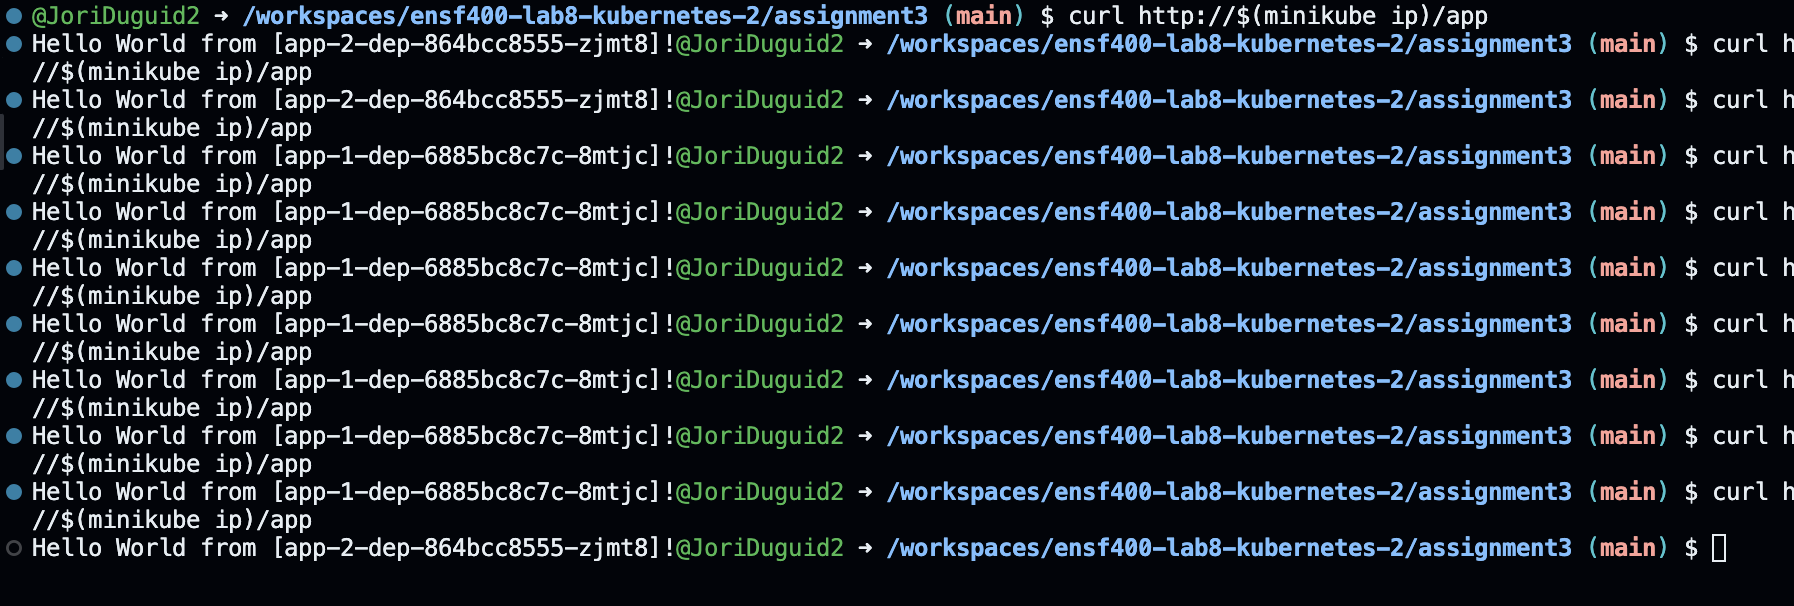 @JoriDuguid2 ➜ /workspaces/ensf400-lab8-kubernetes-2/assignment3 (main) $ curl http://$(minikube ip)/app
Hello World from [app-2-dep-864bcc8555-zjmt8]!@JoriDuguid2 ➜ /workspaces/ensf400-lab8-kubernetes-2/assignment3 (main) $ curl h
//$(minikube ip)/app
Hello World from [app-2-dep-864bcc8555-zjmt8]!@JoriDuguid2 ➜ /workspaces/ensf400-lab8-kubernetes-2/assignment3 (main) $ curl h
//$(minikube ip)/app
Hello World from [app-1-dep-6885bc8c7c-8mtjc]!@JoriDuguid2 ➜ /workspaces/ensf400-lab8-kubernetes-2/assignment3 (main) $ curl h
//$(minikube ip)/app
Hello World from [app-1-dep-6885bc8c7c-8mtjc]!@JoriDuguid2 ➜ /workspaces/ensf400-lab8-kubernetes-2/assignment3 (main) $ curl h
//$(minikube ip)/app
Hello World from [app-1-dep-6885bc8c7c-8mtjc]!@JoriDuguid2 ➜ /workspaces/ensf400-lab8-kubernetes-2/assignment3 (main) $ curl h
//$(minikube ip)/app
Hello World from [app-1-dep-6885bc8c7c-8mtjc]!@JoriDuguid2 ➜ /workspaces/ensf400-lab8-kubernetes-2/assignment3 (main) $ curl h
//$(minikube ip)/app
Hello World from [app-1-dep-6885bc8c7c-8mtjc]!@JoriDuguid2 ➜ /workspaces/ensf400-lab8-kubernetes-2/assignment3 (main) $ curl h
//$(minikube ip)/app
Hello World from [app-1-dep-6885bc8c7c-8mtjc]!@JoriDuguid2 ➜ /workspaces/ensf400-lab8-kubernetes-2/assignment3 (main) $ curl h
//$(minikube ip)/app
Hello World from [app-1-dep-6885bc8c7c-8mtjc]!@JoriDuguid2 ➜ /workspaces/ensf400-lab8-kubernetes-2/assignment3 (main) $ curl h
//$(minikube ip)/app
Hello World from [app-2-dep-864bcc8555-zjmt8]!@JoriDuguid2 ➜ /workspaces/ensf400-lab8-kubernetes-2/assignment3 (main) $